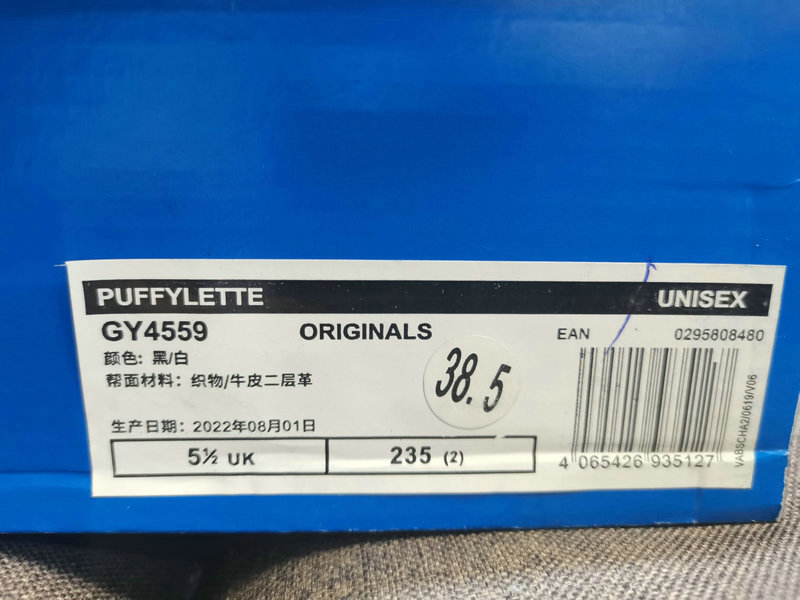 PUFFYLETTE UNISEX
GY4559 ORIGINALS EAN 0295808480
颜色: 黑/白
帮面材料: 织物/牛皮二层革
38.5
生产日期: 2022年08月01日
5½ UK 235 (2)
4 065426 935127
VABSCHA2/0619/V06